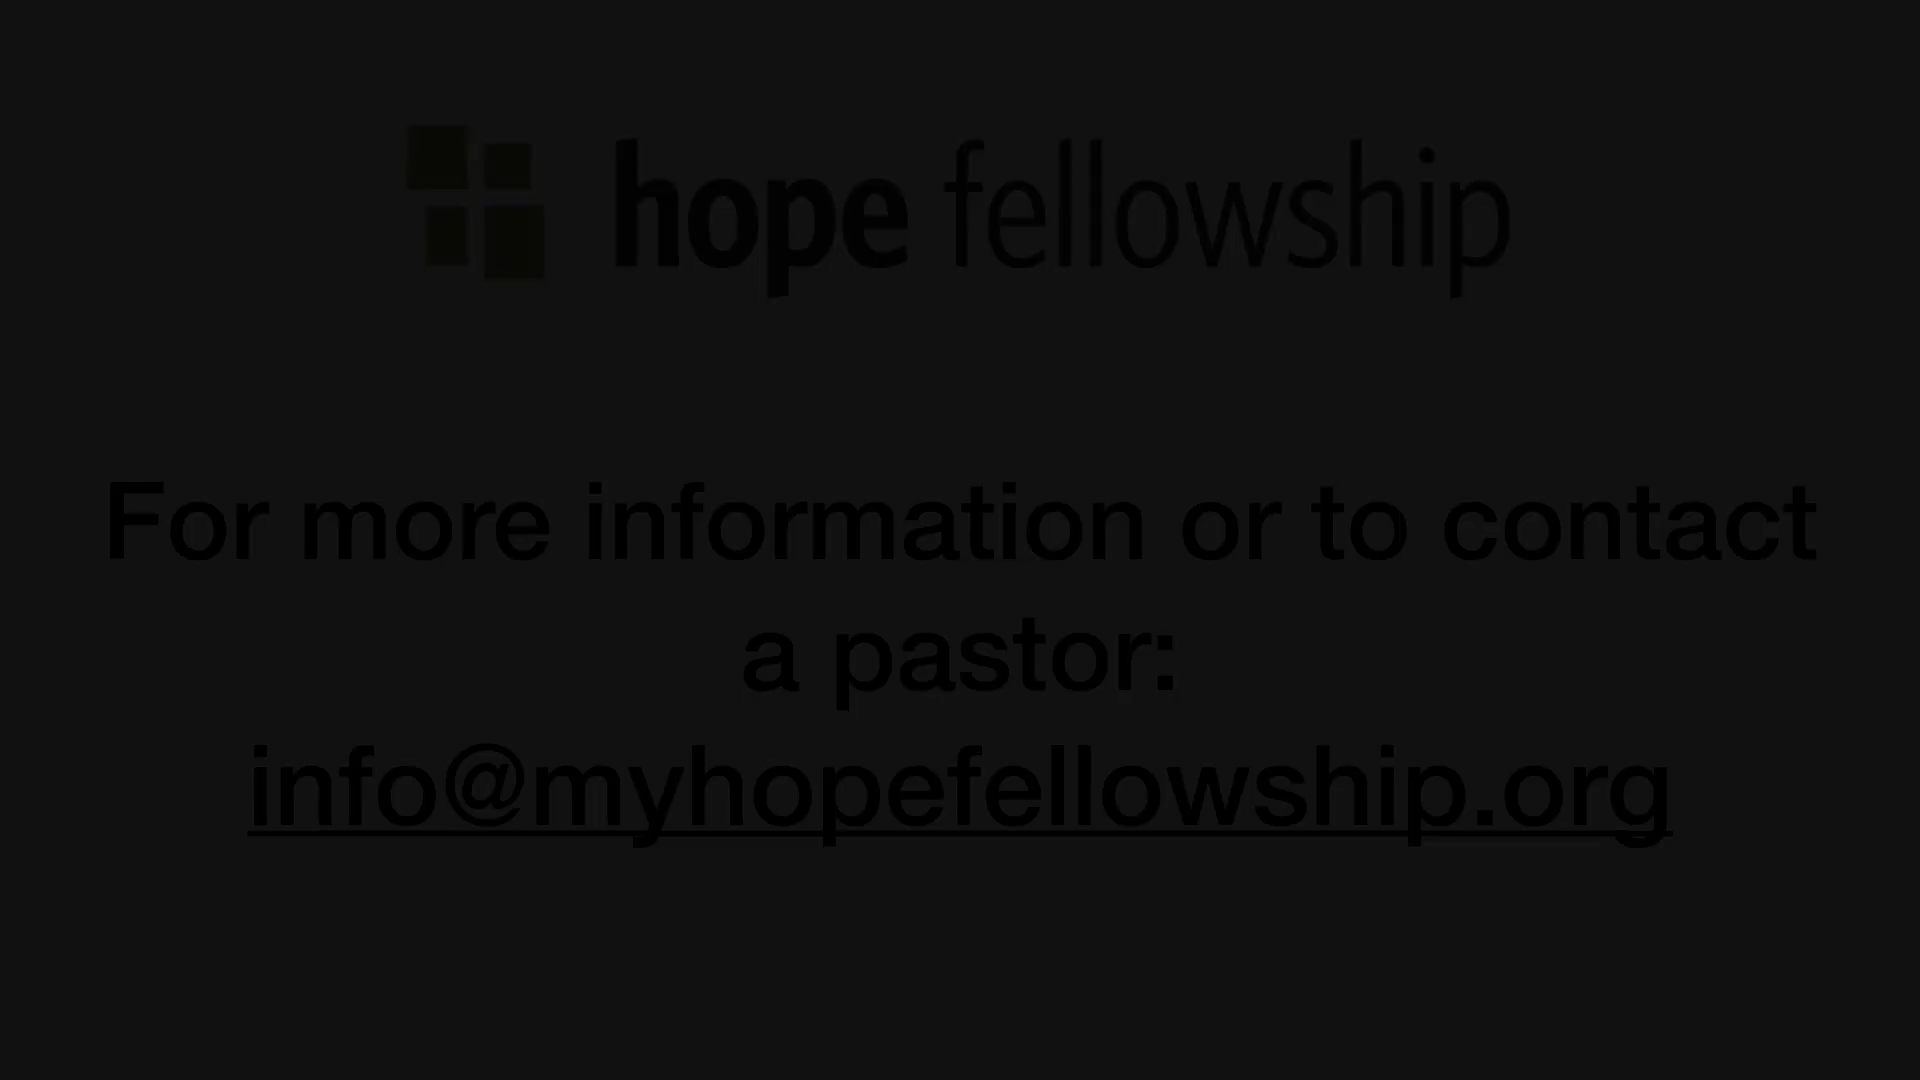 hope fellowship
For more information or to contact
a pastor:
info@myhopefellowship.org